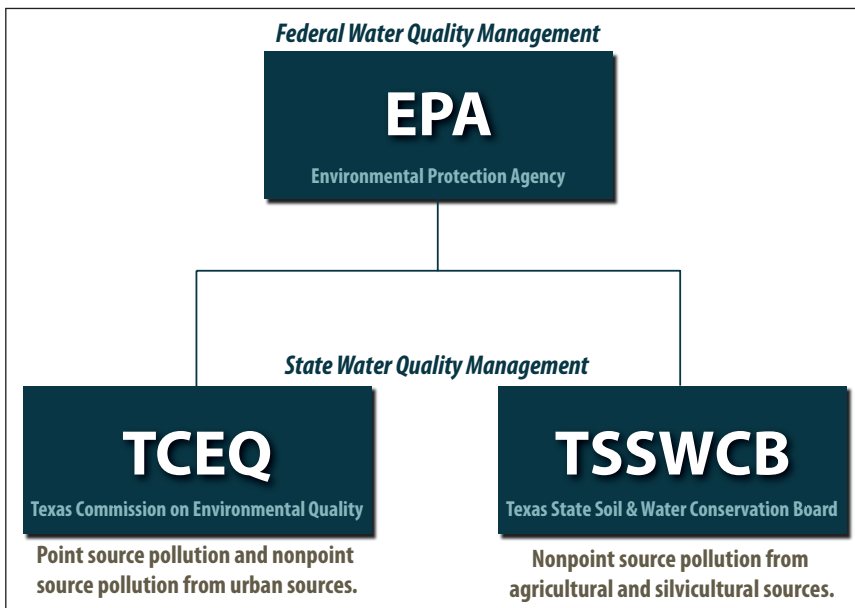 Federal Water Quality Management
EPA
Environmental Protection Agency
State Water Quality Management
TCEQ
Texas Commission on Environmental Quality
Point source pollution and nonpoint
source pollution from urban sources.
TSSWCB
Texas State Soil & Water Conservation Board
Nonpoint source pollution from
agricultural and silvicultural sources.